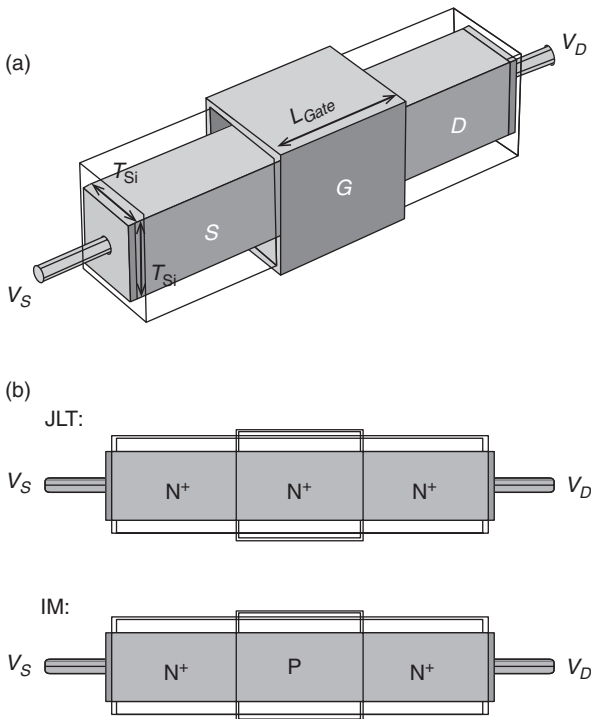 (a)
V_D
L_Gate
D
T_Si
G
S
T_Si
V_S
(b)
JLT:
V_S N⁺ N⁺ N⁺ V_D
IM:
V_S N⁺ P N⁺ V_D